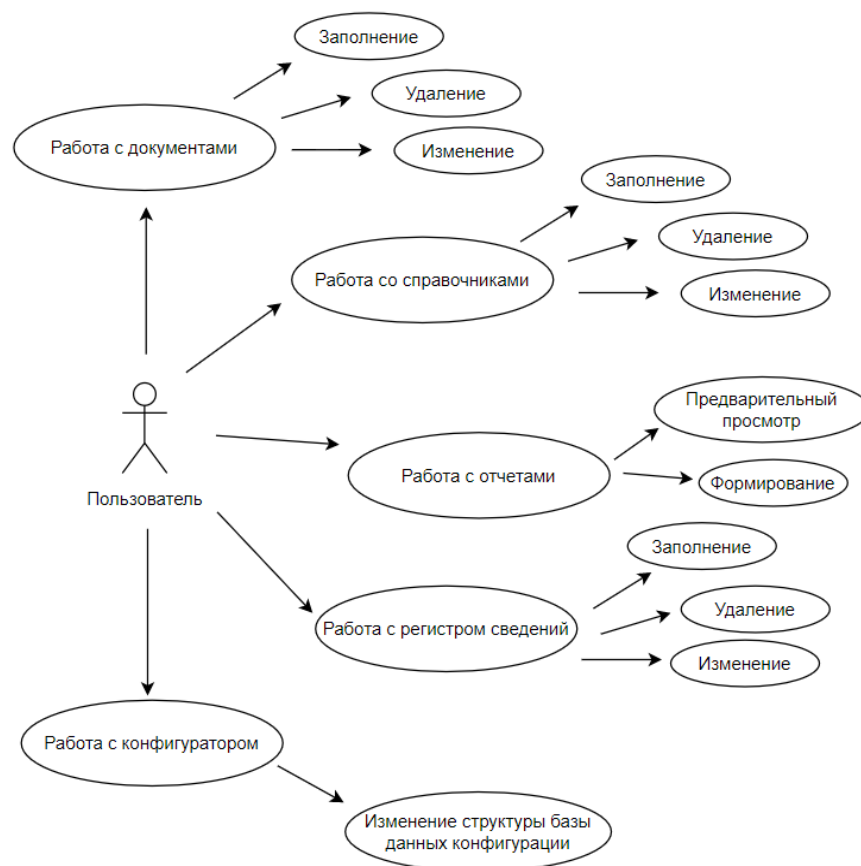 Заполнение
Удаление
Работа с документами
Изменение
Заполнение
Удаление
Работа со справочниками
Изменение
Предварительный
просмотр
Работа с отчетами
Формирование
Пользователь
Заполнение
Удаление
Работа с регистром сведений
Изменение
Работа с конфигуратором
Изменение структуры базы
данных конфигурации